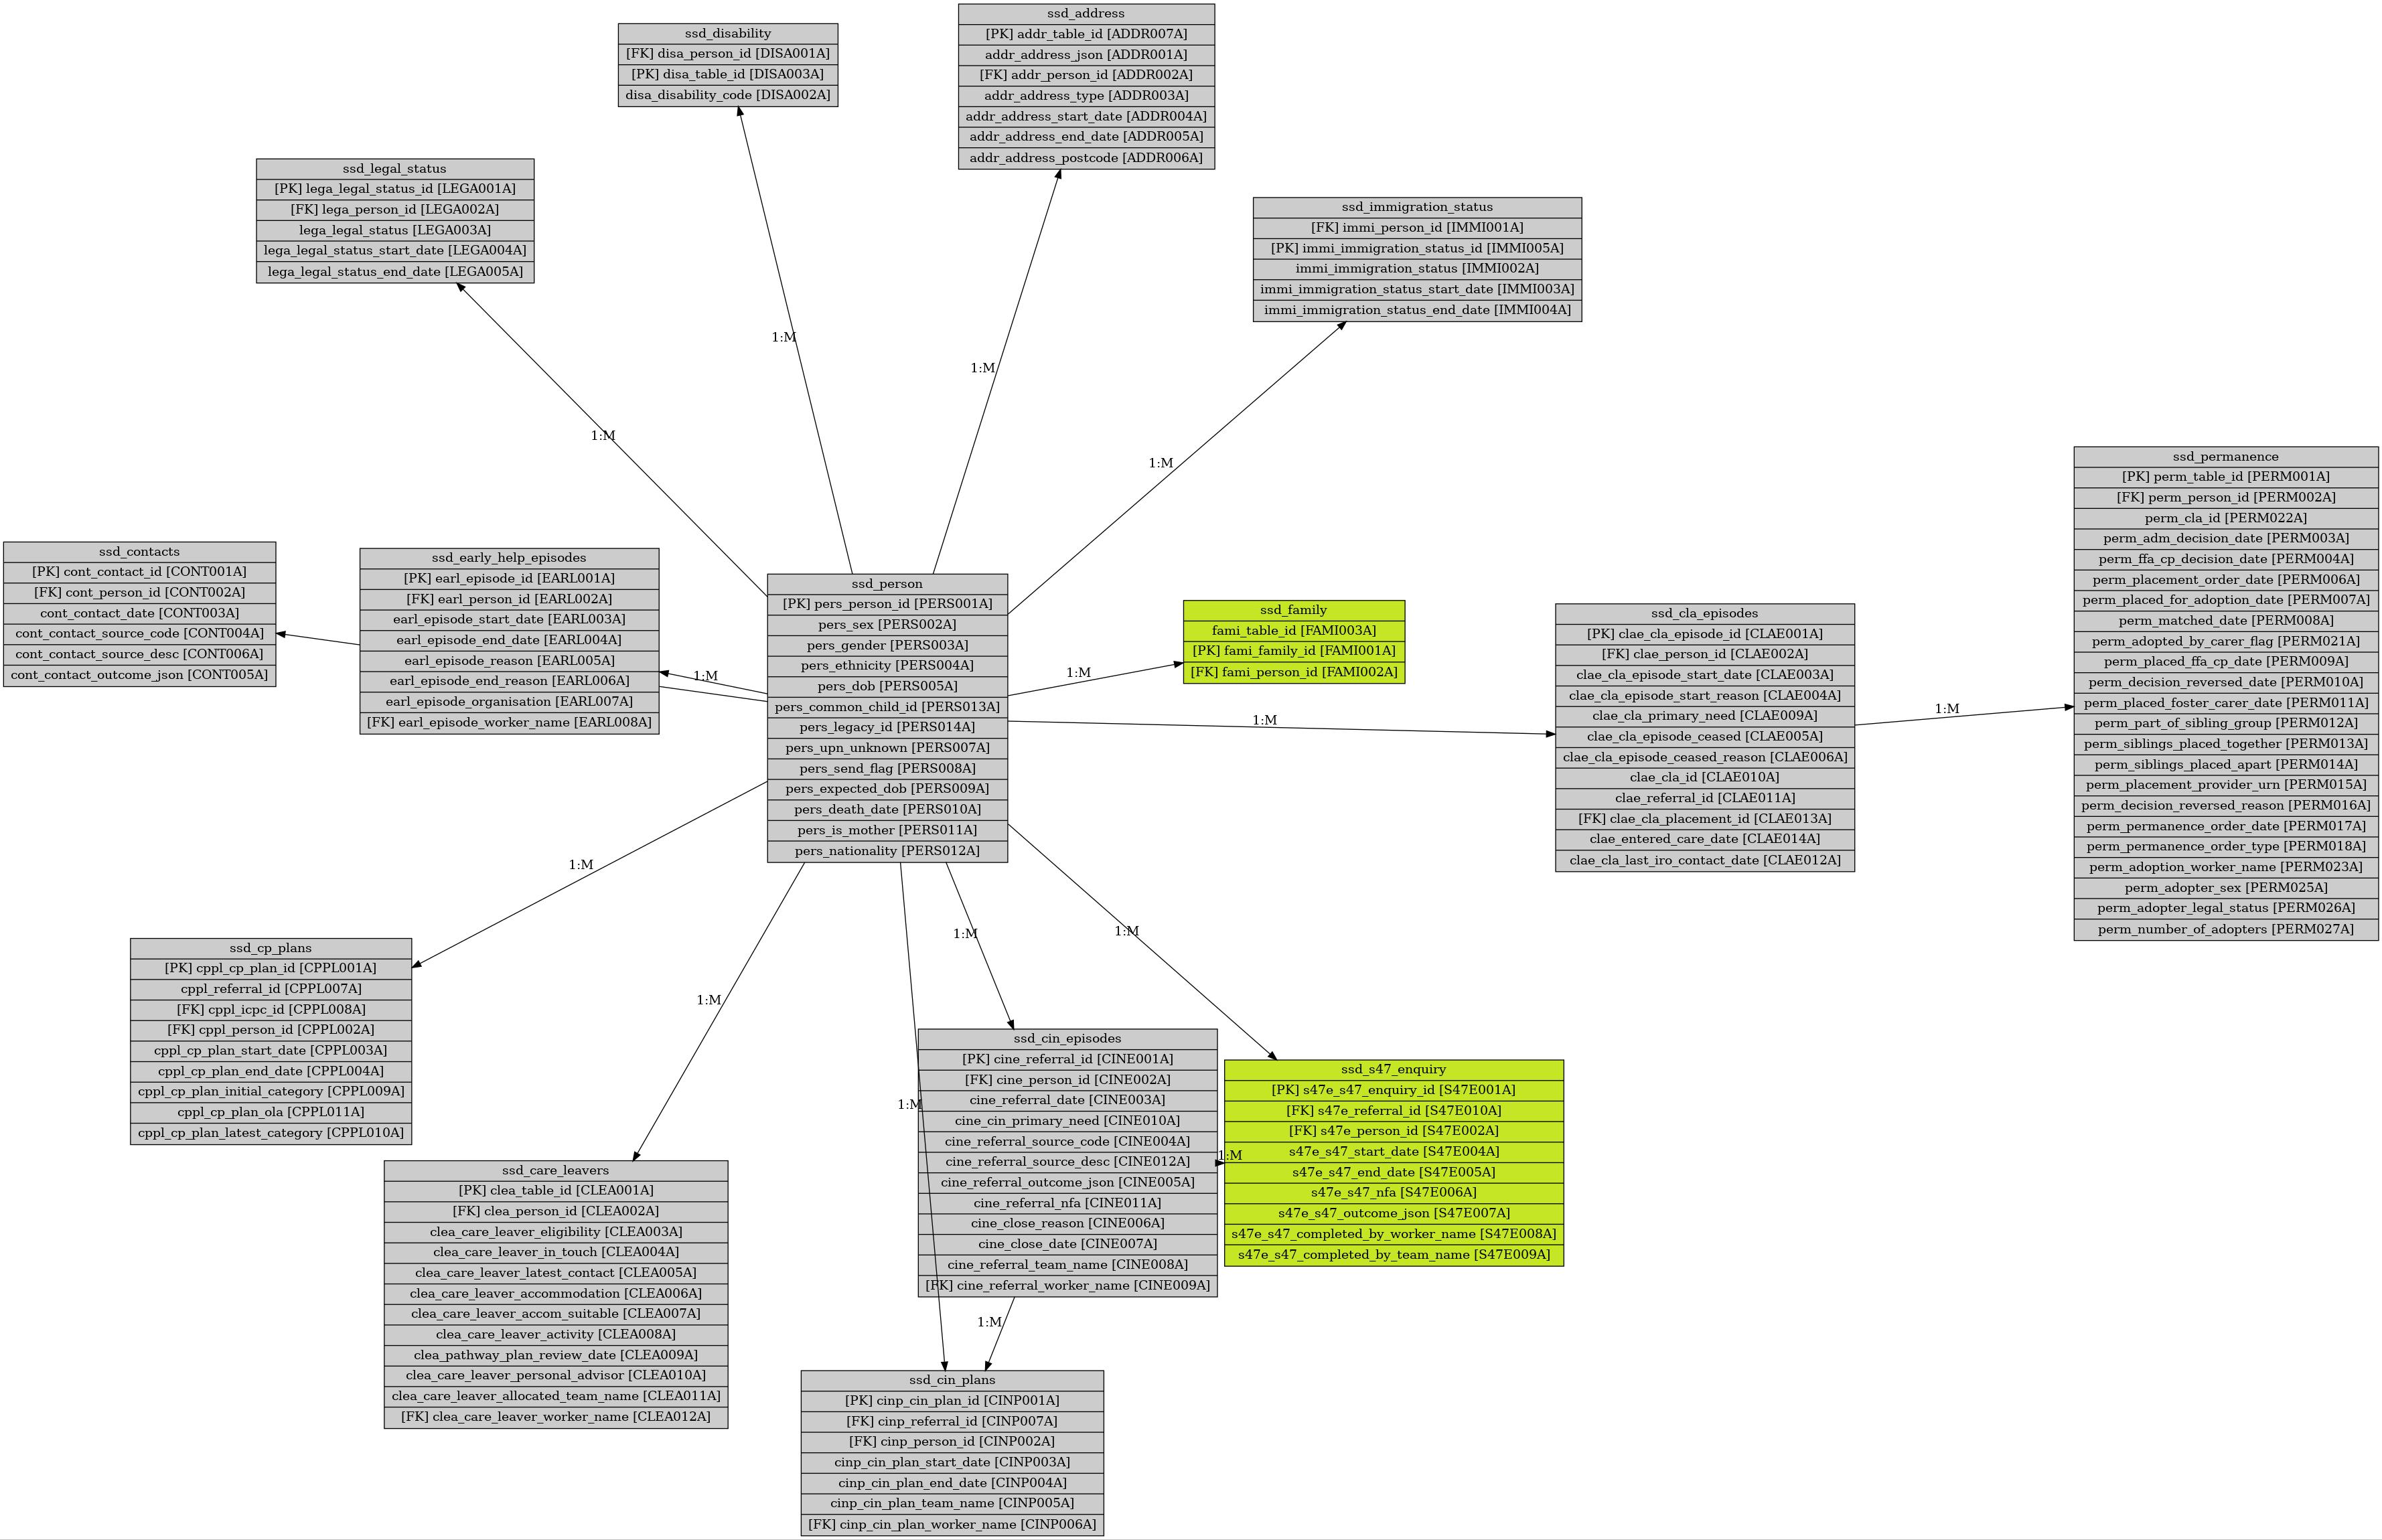 ssd_address
[PK] addr_table_id [ADDR007A]
addr_address_json [ADDR001A]
[FK] addr_person_id [ADDR002A]
addr_address_type [ADDR003A]
addr_address_start_date [ADDR004A]
addr_address_end_date [ADDR005A]
addr_address_postcode [ADDR006A]
ssd_disability
[FK] disa_person_id [DISA001A]
[PK] disa_table_id [DISA003A]
disa_disability_code [DISA002A]
ssd_legal_status
[PK] lega_legal_status_id [LEGA001A]
[FK] lega_person_id [LEGA002A]
lega_legal_status [LEGA003A]
lega_legal_status_start_date [LEGA004A]
lega_legal_status_end_date [LEGA005A]
ssd_immigration_status
[FK] immi_person_id [IMMI001A]
[PK] immi_immigration_status_id [IMMI005A]
immi_immigration_status [IMMI002A]
immi_immigration_status_start_date [IMMI003A]
immi_immigration_status_end_date [IMMI004A]
1:M
1:M
1:M
1:M
ssd_permanence
[PK] perm_table_id [PERM001A]
[FK] perm_person_id [PERM002A]
perm_cla_id [PERM022A]
perm_adm_decision_date [PERM003A]
perm_ffa_cp_decision_date [PERM004A]
perm_placement_order_date [PERM006A]
perm_placed_for_adoption_date [PERM007A]
perm_matched_date [PERM008A]
perm_adopted_by_carer_flag [PERM021A]
perm_placed_ffa_cp_date [PERM009A]
perm_decision_reversed_date [PERM010A]
perm_placed_foster_carer_date [PERM011A]
perm_part_of_sibling_group [PERM012A]
perm_siblings_placed_together [PERM013A]
perm_siblings_placed_apart [PERM014A]
perm_placement_provider_urn [PERM015A]
perm_decision_reversed_reason [PERM016A]
perm_permanence_order_date [PERM017A]
perm_permanence_order_type [PERM018A]
perm_adoption_worker_name [PERM023A]
perm_adopter_sex [PERM025A]
perm_adopter_legal_status [PERM026A]
perm_number_of_adopters [PERM027A]
ssd_contacts
[PK] cont_contact_id [CONT001A]
[FK] cont_person_id [CONT002A]
cont_contact_date [CONT003A]
cont_contact_source_code [CONT004A]
cont_contact_source_desc [CONT006A]
cont_contact_outcome_json [CONT005A]
ssd_early_help_episodes
[PK] earl_episode_id [EARL001A]
[FK] earl_person_id [EARL002A]
earl_episode_start_date [EARL003A]
earl_episode_end_date [EARL004A]
earl_episode_reason [EARL005A]
earl_episode_end_reason [EARL006A]
earl_episode_organisation [EARL007A]
[FK] earl_episode_worker_name [EARL008A]
1:M
ssd_person
[PK] pers_person_id [PERS001A]
pers_sex [PERS002A]
pers_gender [PERS003A]
pers_ethnicity [PERS004A]
pers_dob [PERS005A]
pers_common_child_id [PERS013A]
pers_legacy_id [PERS014A]
pers_upn_unknown [PERS007A]
pers_send_flag [PERS008A]
pers_expected_dob [PERS009A]
pers_death_date [PERS010A]
pers_is_mother [PERS011A]
pers_nationality [PERS012A]
1:M
ssd_family
fami_table_id [FAMI003A]
[PK] fami_family_id [FAMI001A]
[FK] fami_person_id [FAMI002A]
1:M
ssd_cla_episodes
[PK] clae_cla_episode_id [CLAE001A]
[FK] clae_person_id [CLAE002A]
clae_cla_episode_start_date [CLAE003A]
clae_cla_episode_start_reason [CLAE004A]
clae_cla_primary_need [CLAE009A]
clae_cla_episode_ceased [CLAE005A]
clae_cla_episode_ceased_reason [CLAE006A]
clae_cla_id [CLAE010A]
clae_referral_id [CLAE011A]
[FK] clae_cla_placement_id [CLAE013A]
clae_entered_care_date [CLAE014A]
clae_cla_last_iro_contact_date [CLAE012A]
1:M
1:M
1:M
1:M
1:M
1:M
ssd_cp_plans
[PK] cppl_cp_plan_id [CPPL001A]
cppl_referral_id [CPPL007A]
[FK] cppl_icpc_id [CPPL008A]
[FK] cppl_person_id [CPPL002A]
cppl_cp_plan_start_date [CPPL003A]
cppl_cp_plan_end_date [CPPL004A]
cppl_cp_plan_initial_category [CPPL009A]
cppl_cp_plan_ola [CPPL011A]
cppl_cp_plan_latest_category [CPPL010A]
ssd_care_leavers
[PK] clea_table_id [CLEA001A]
[FK] clea_person_id [CLEA002A]
clea_care_leaver_eligibility [CLEA003A]
clea_care_leaver_in_touch [CLEA004A]
clea_care_leaver_latest_contact [CLEA005A]
clea_care_leaver_accommodation [CLEA006A]
clea_care_leaver_accom_suitable [CLEA007A]
clea_care_leaver_activity [CLEA008A]
clea_pathway_plan_review_date [CLEA009A]
clea_care_leaver_personal_advisor [CLEA010A]
clea_care_leaver_allocated_team_name [CLEA011A]
[FK] clea_care_leaver_worker_name [CLEA012A]
ssd_cin_episodes
[PK] cine_referral_id [CINE001A]
[FK] cine_person_id [CINE002A]
cine_referral_date [CINE003A]
cine_cin_primary_need [CINE010A]
cine_referral_source_code [CINE004A]
cine_referral_source_desc [CINE012A]
cine_referral_outcome_json [CINE005A]
cine_referral_nfa [CINE011A]
cine_close_reason [CINE006A]
cine_close_date [CINE007A]
cine_referral_team_name [CINE008A]
[FK] cine_referral_worker_name [CINE009A]
1:M
ssd_s47_enquiry
[PK] s47e_s47_enquiry_id [S47E001A]
[FK] s47e_referral_id [S47E010A]
[FK] s47e_person_id [S47E002A]
s47e_s47_start_date [S47E004A]
s47e_s47_end_date [S47E005A]
s47e_s47_nfa [S47E006A]
s47e_s47_outcome_json [S47E007A]
s47e_s47_completed_by_worker_name [S47E008A]
s47e_s47_completed_by_team_name [S47E009A]
1:M
ssd_cin_plans
[PK] cinp_cin_plan_id [CINP001A]
[FK] cinp_referral_id [CINP007A]
[FK] cinp_person_id [CINP002A]
cinp_cin_plan_start_date [CINP003A]
cinp_cin_plan_end_date [CINP004A]
cinp_cin_plan_team_name [CINP005A]
[FK] cinp_cin_plan_worker_name [CINP006A]